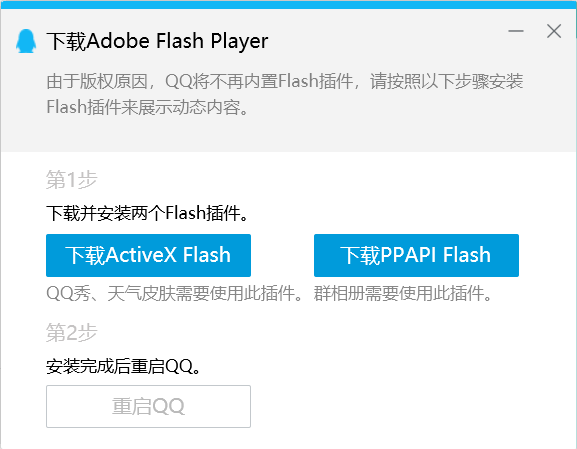 下载Adobe Flash Player
由于版权原因，QQ将不再内置Flash插件，请按照以下步骤安装
Flash插件来展示动态内容。
第1步
下载并安装两个Flash插件。
下载ActiveX Flash
下载PPAPI Flash
QQ秀、天气皮肤需要使用此插件。
群相册需要使用此插件。
第2步
安装完成后重启QQ。
重启QQ